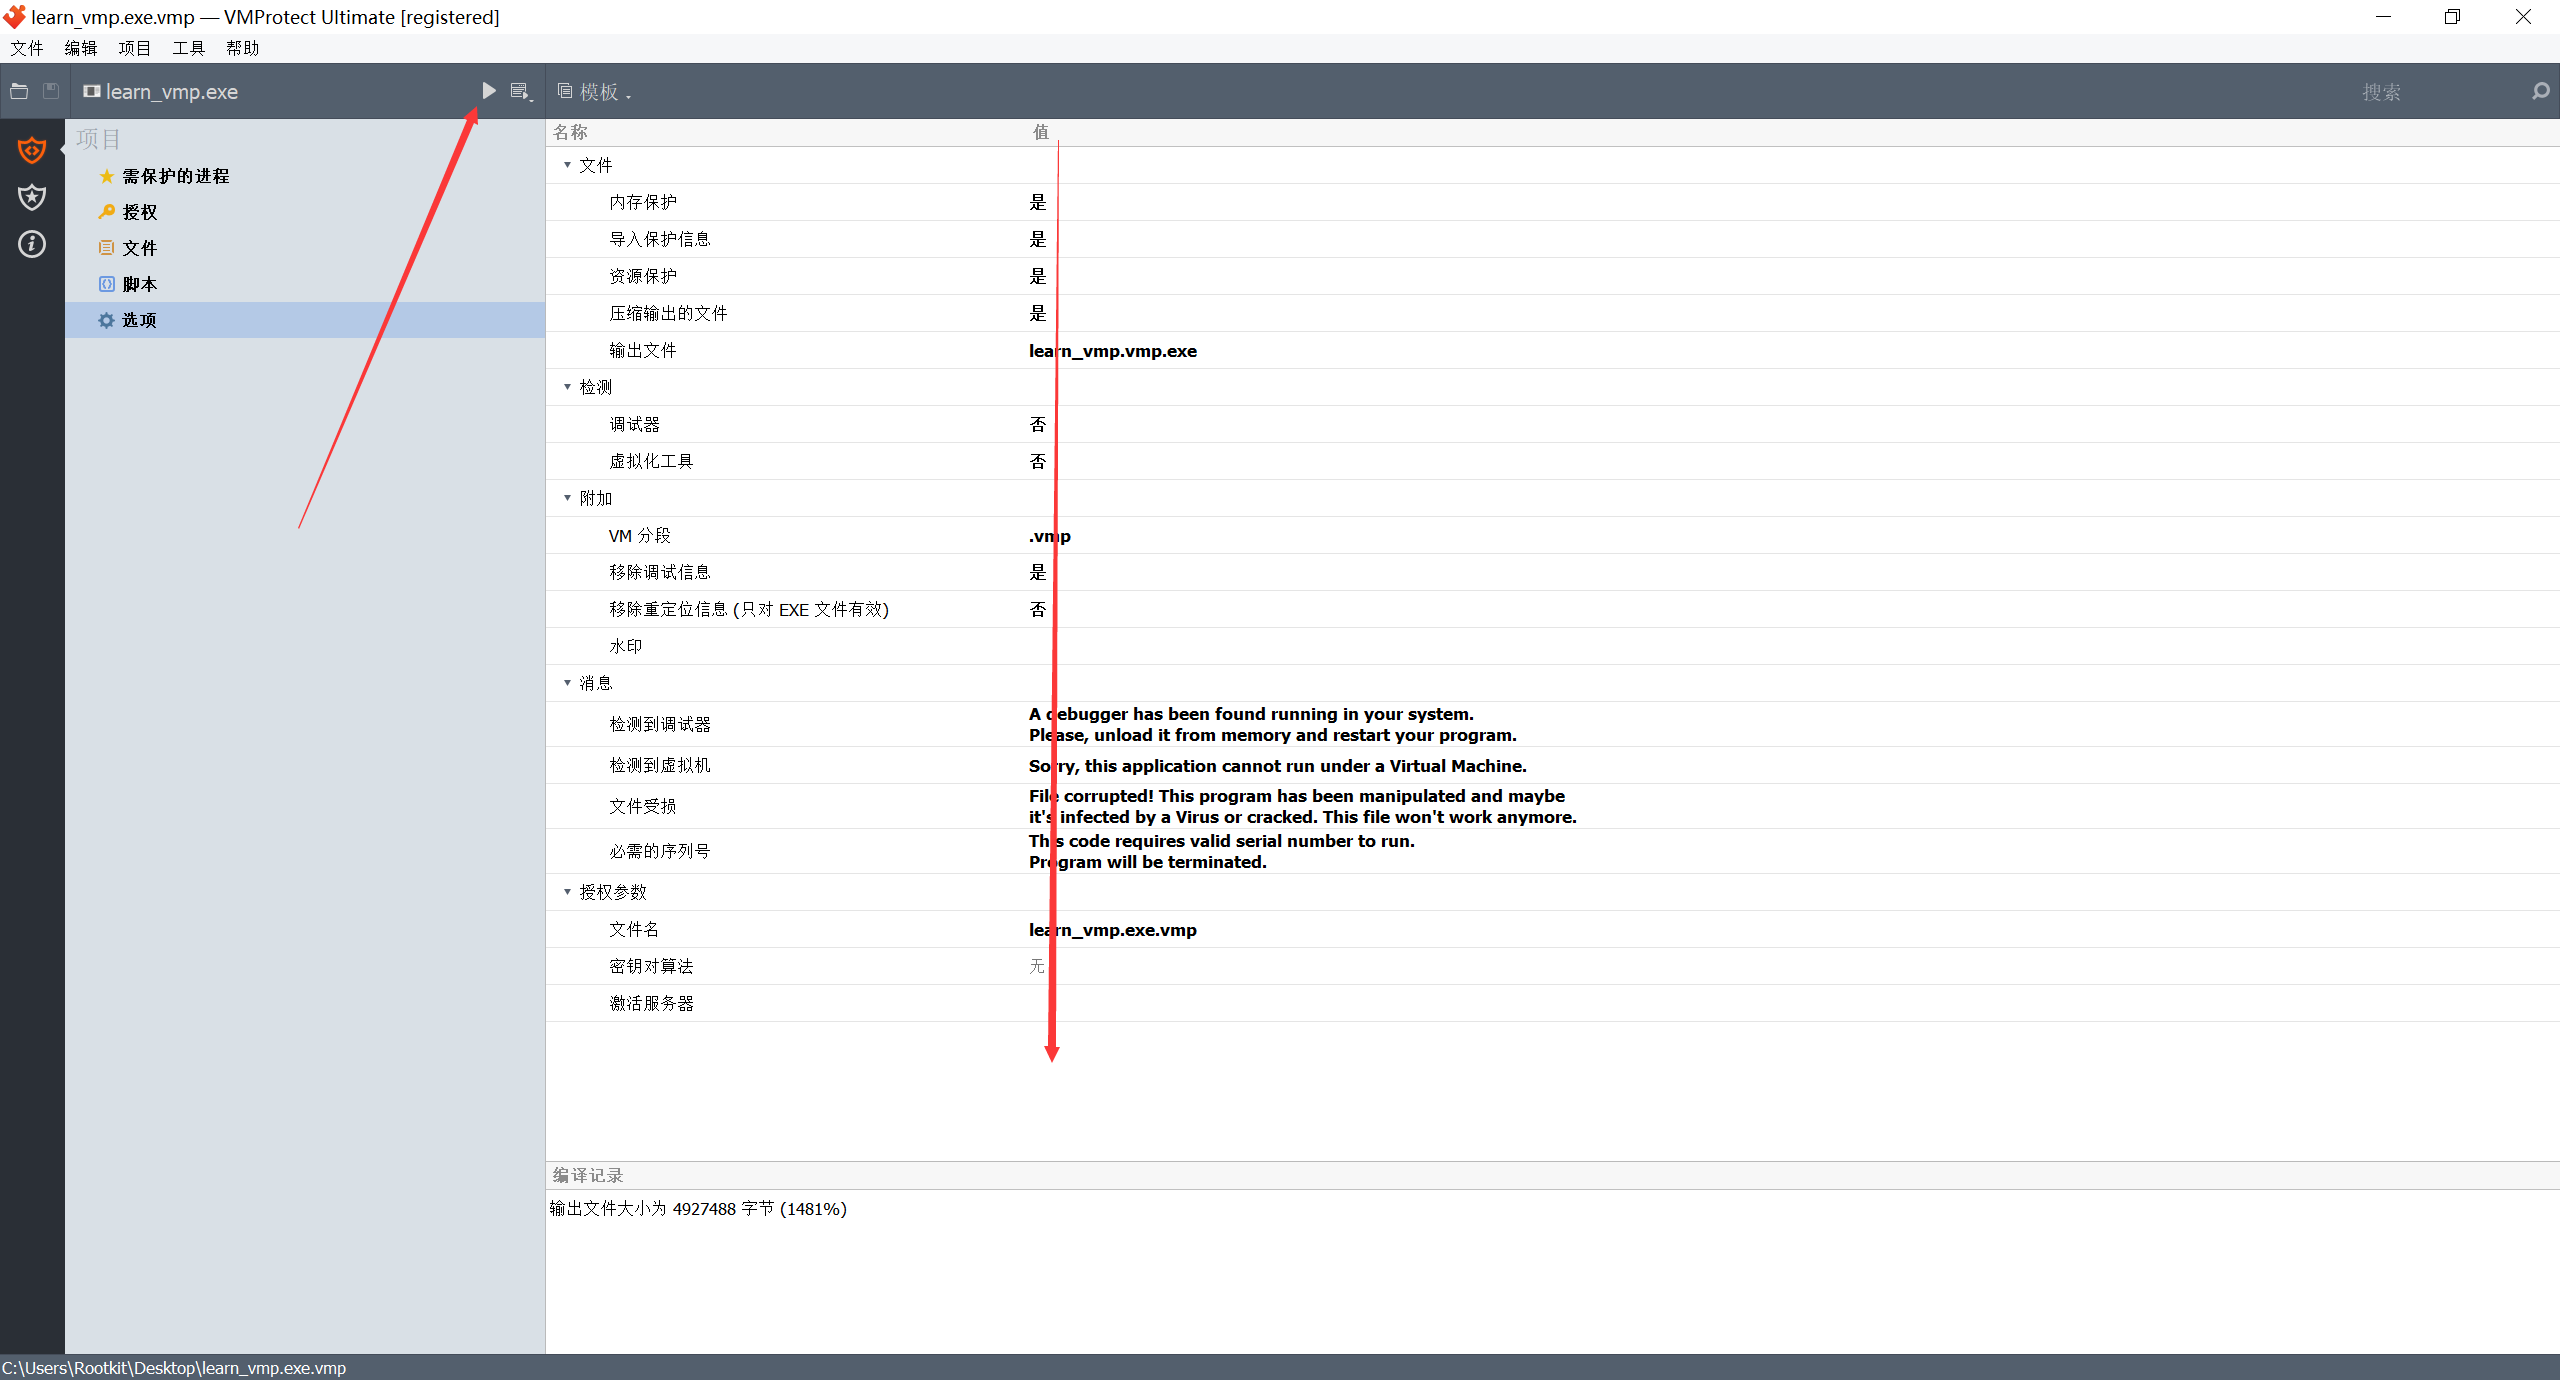 learn_vmp.exe.vmp — VMProtect Ultimate [registered]
文件 编辑 项目 工具 帮助
learn_vmp.exe
模板
搜索
项目
需保护的进程
授权
文件
脚本
选项
名称 值
文件
内存保护 是
导入保护信息 是
资源保护 是
压缩输出的文件 是
输出文件 learn_vmp.vmp.exe
检测
调试器 否
虚拟化工具 否
附加
VM 分段 .vmp
移除调试信息 是
移除重定位信息 (只对 EXE 文件有效) 否
水印
消息
检测到调试器 A debugger has been found running in your system.
Please, unload it from memory and restart your program.
检测到虚拟机 Sorry, this application cannot run under a Virtual Machine.
文件受损 File corrupted! This program has been manipulated and maybe
it's infected by a Virus or cracked. This file won't work anymore.
必需的序列号 This code requires valid serial number to run.
Program will be terminated.
授权参数
文件名 learn_vmp.exe.vmp
密钥对算法 无
激活服务器
编译记录
输出文件大小为 4927488 字节 (1481%)
C:\Users\Rootkit\Desktop\learn_vmp.exe.vmp